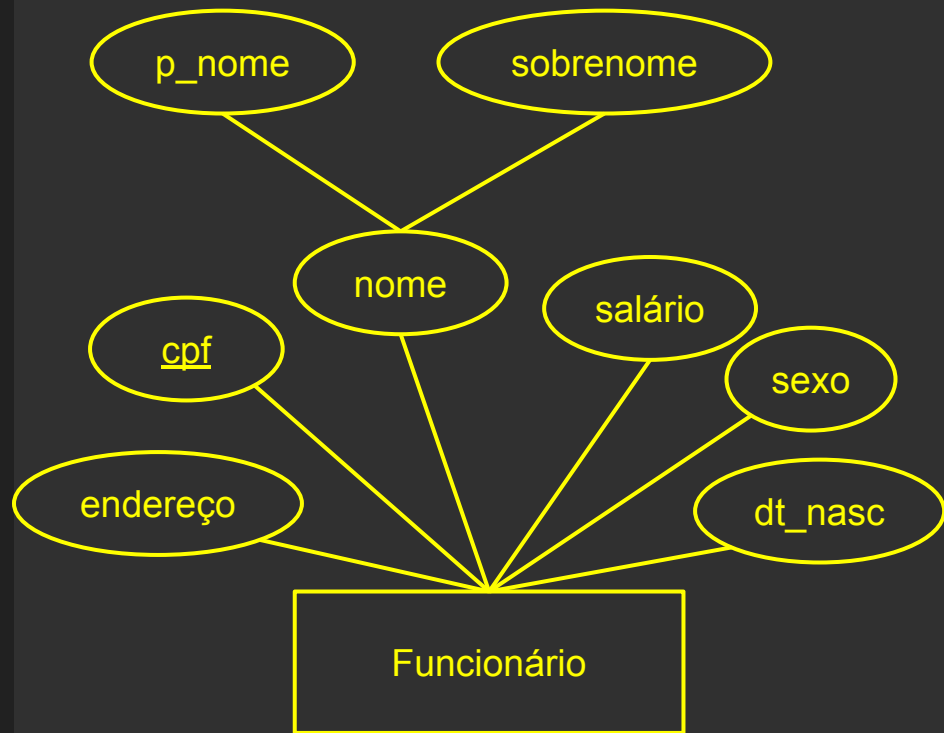 p_nome
sobrenome
nome
salário
cpf
sexo
endereço
dt_nasc
Funcionário